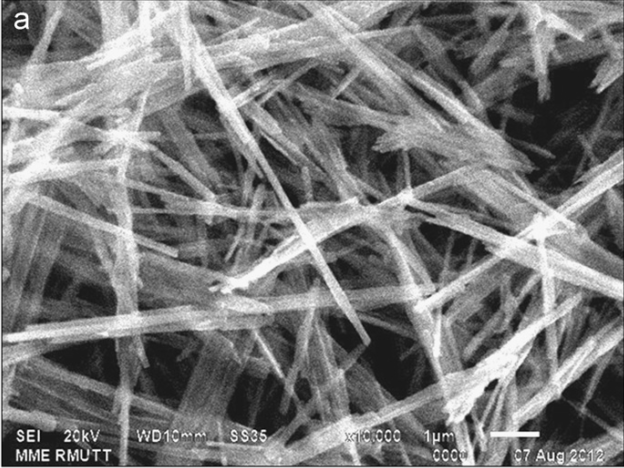 a
SEI 20kV WD10mm SS35 x10,000 1µm
MME RMUTT 0000 07 Aug 2012